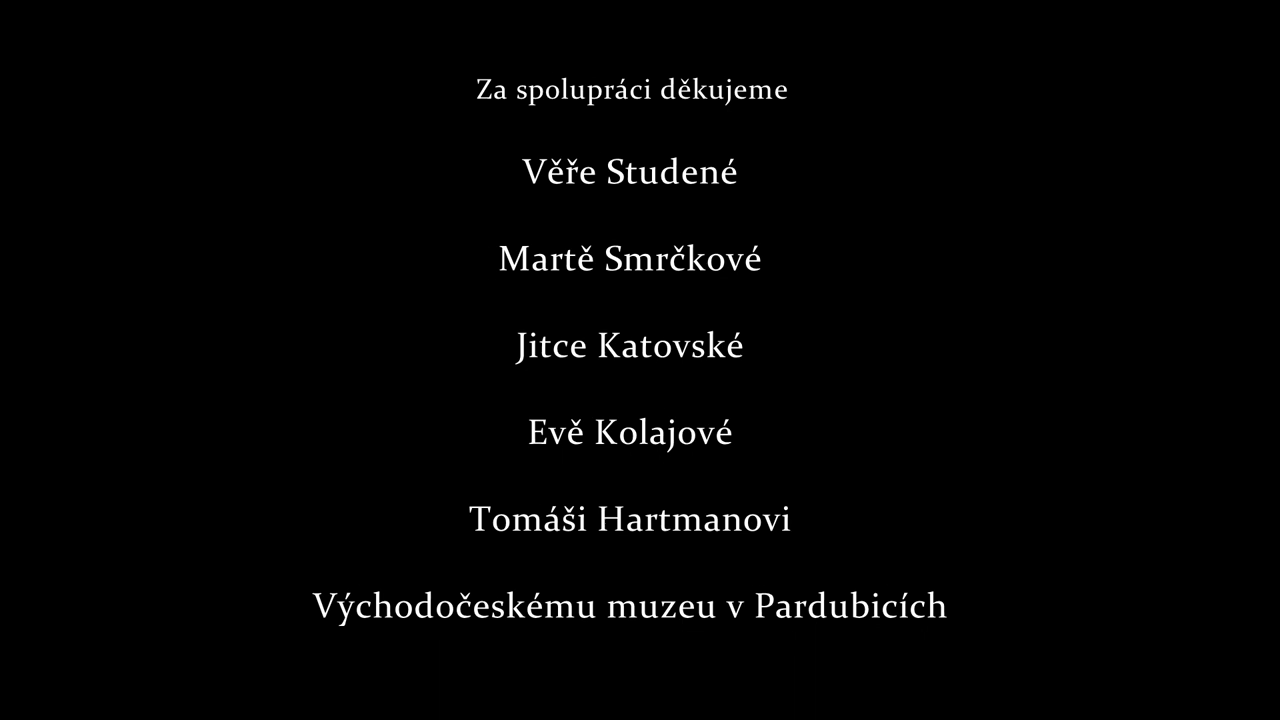 Za spolupráci děkujeme
Věře Studené
Martě Smrčkové
Jitce Katovské
Evě Kolajové
Tomáši Hartmanovi
Východočeskému muzeu v Pardubicích